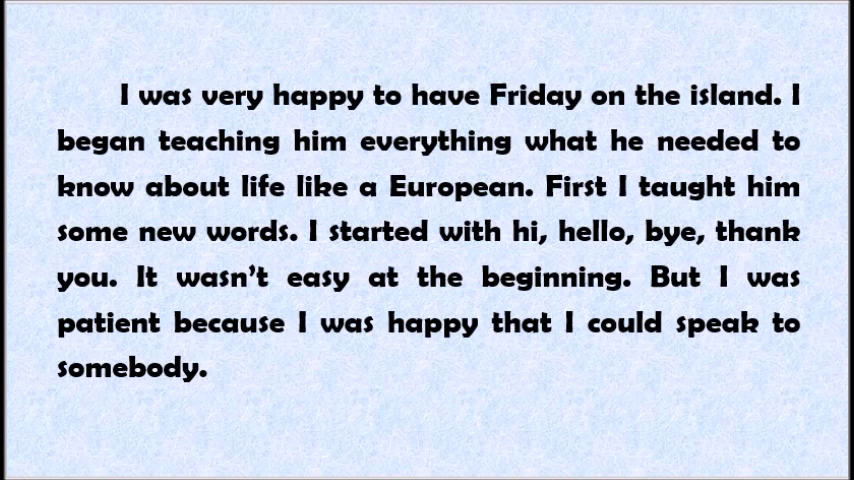 I was very happy to have Friday on the island. I
began teaching him everything what he needed to
know about life like a European. First I taught him
some new words. I started with hi, hello, bye, thank
you. It wasn't easy at the beginning. But I was
patient because I was happy that I could speak to
somebody.